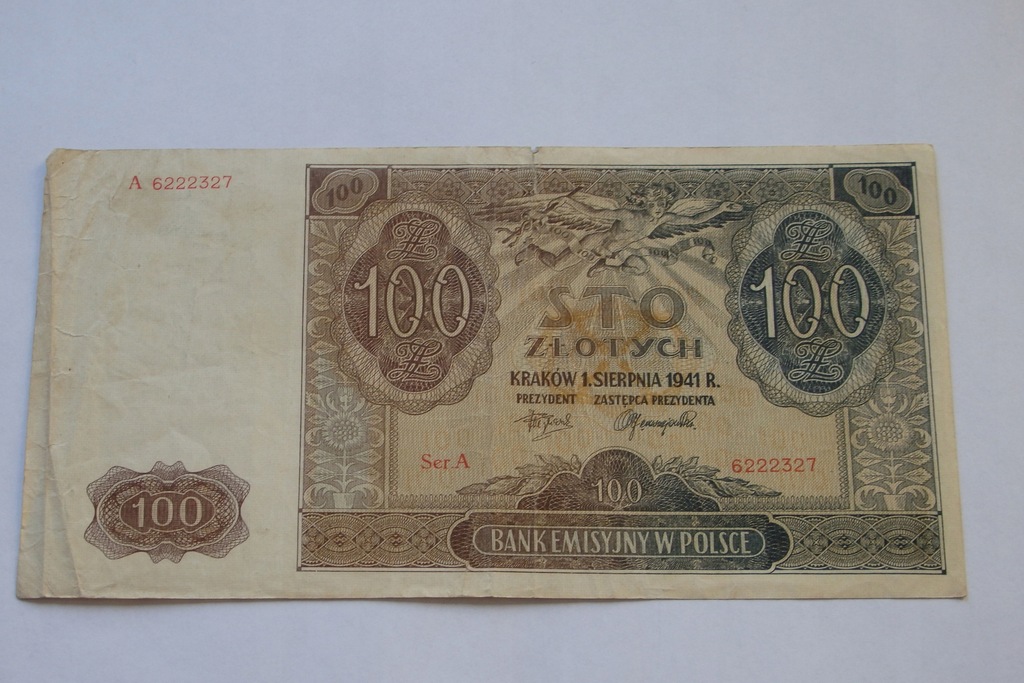 A 6222327
100
100
100
100
STO
ZŁOTYCH
KRAKÓW 1. SIERPNIA 1941 R.
PREZYDENT ZASTĘPCA PREZYDENTA
Ser. A
6222327
100
100
BANK EMISYJNY W POLSCE